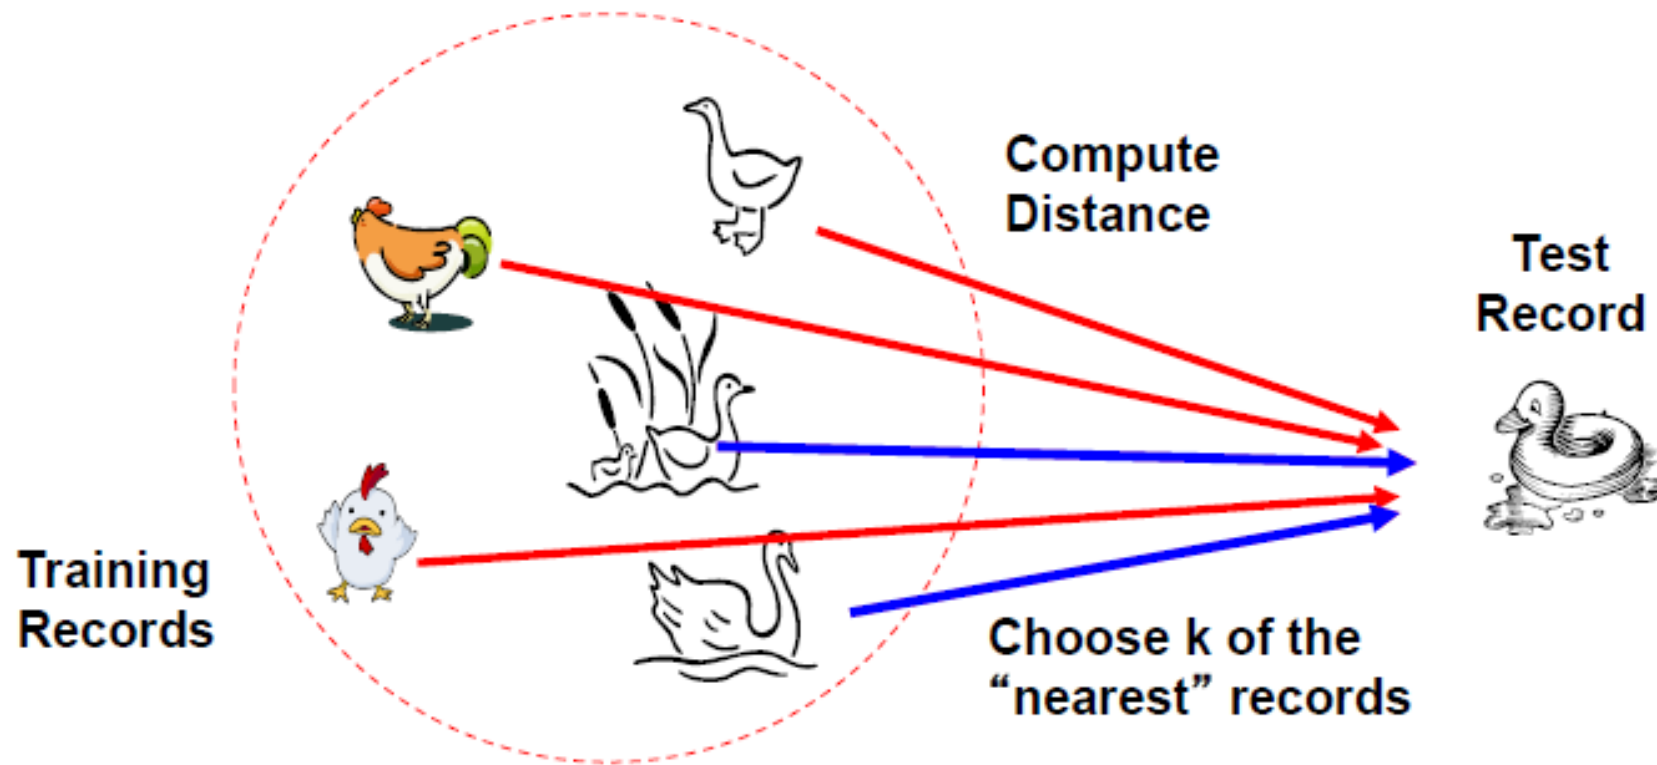 Compute
Distance
Test
Record
Training
Records
Choose k of the
“nearest” records